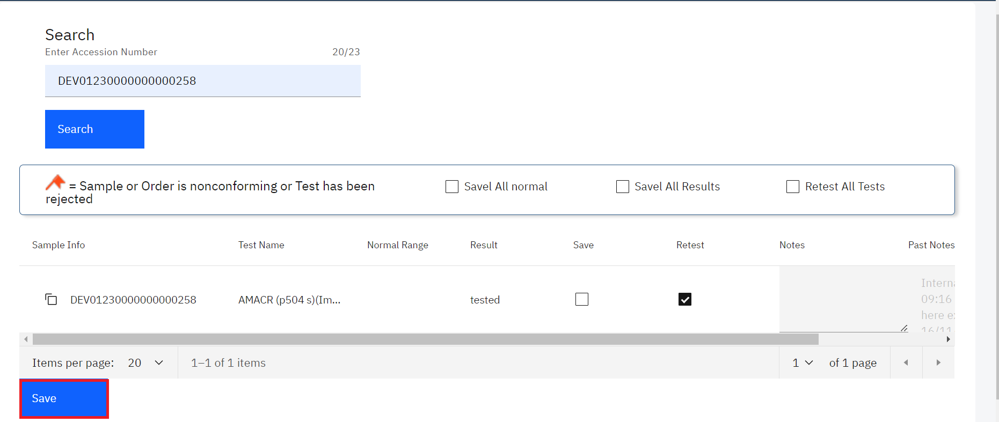 Search
Enter Accession Number 20/23
DEV01230000000000258
Search
= Sample or Order is nonconforming or Test has been
rejected
Savel All normal
Savel All Results
Retest All Tests
Sample Info Test Name Normal Range Result Save Retest Notes Past Notes
DEV01230000000000258 AMACR (p504 s)(Im... tested
Interna
09:16
here ex
16/11
Items per page: 20 1–1 of 1 items 1 of 1 page
Save